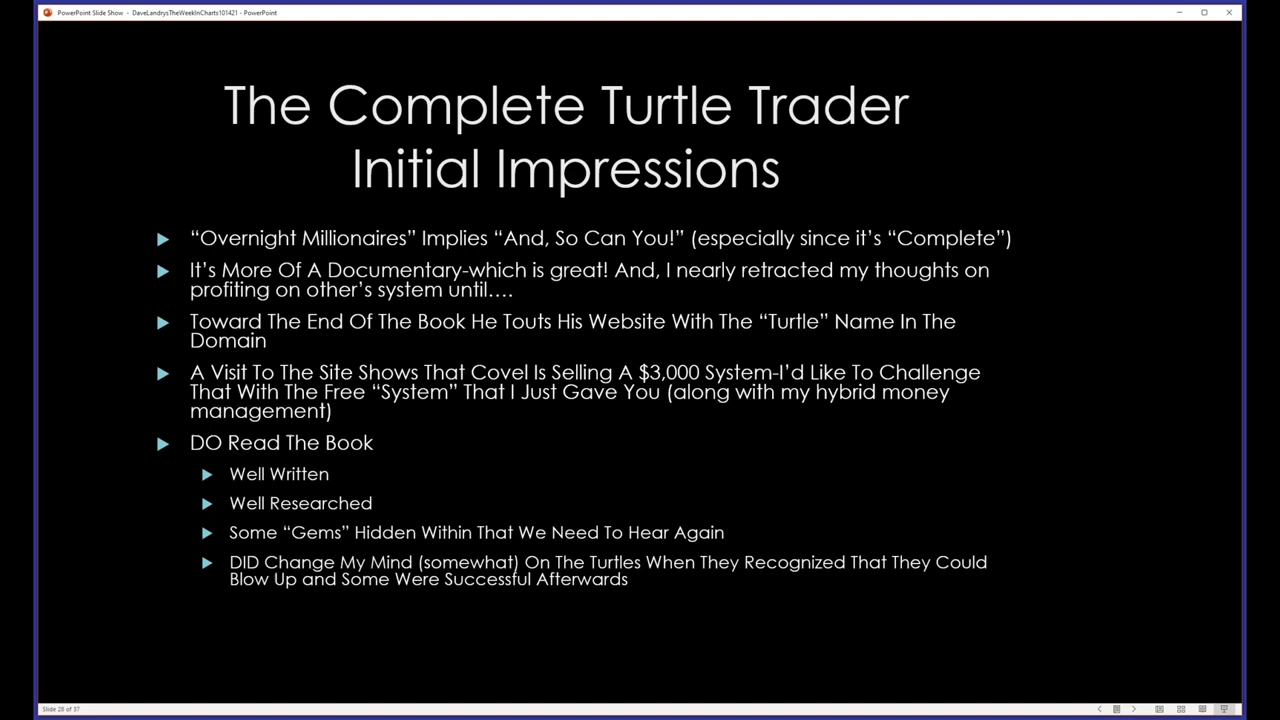 PowerPoint Slide Show - DaveLandrysTheWeekInCharts101421 - PowerPoint
The Complete Turtle Trader
Initial Impressions
“Overnight Millionaires” Implies “And, So Can You!” (especially since it’s “Complete”)
It’s More Of A Documentary-which is great! And, I nearly retracted my thoughts on
profiting on other’s system until….
Toward The End Of The Book He Touts His Website With The “Turtle” Name In The
Domain
A Visit To The Site Shows That Covel Is Selling A $3,000 System-I’d Like To Challenge
That With The Free “System” That I Just Gave You (along with my hybrid money
management)
DO Read The Book
Well Written
Well Researched
Some “Gems” Hidden Within That We Need To Hear Again
DID Change My Mind (somewhat) On The Turtles When They Recognized That They Could
Blow Up and Some Were Successful Afterwards
Slide 28 of 37